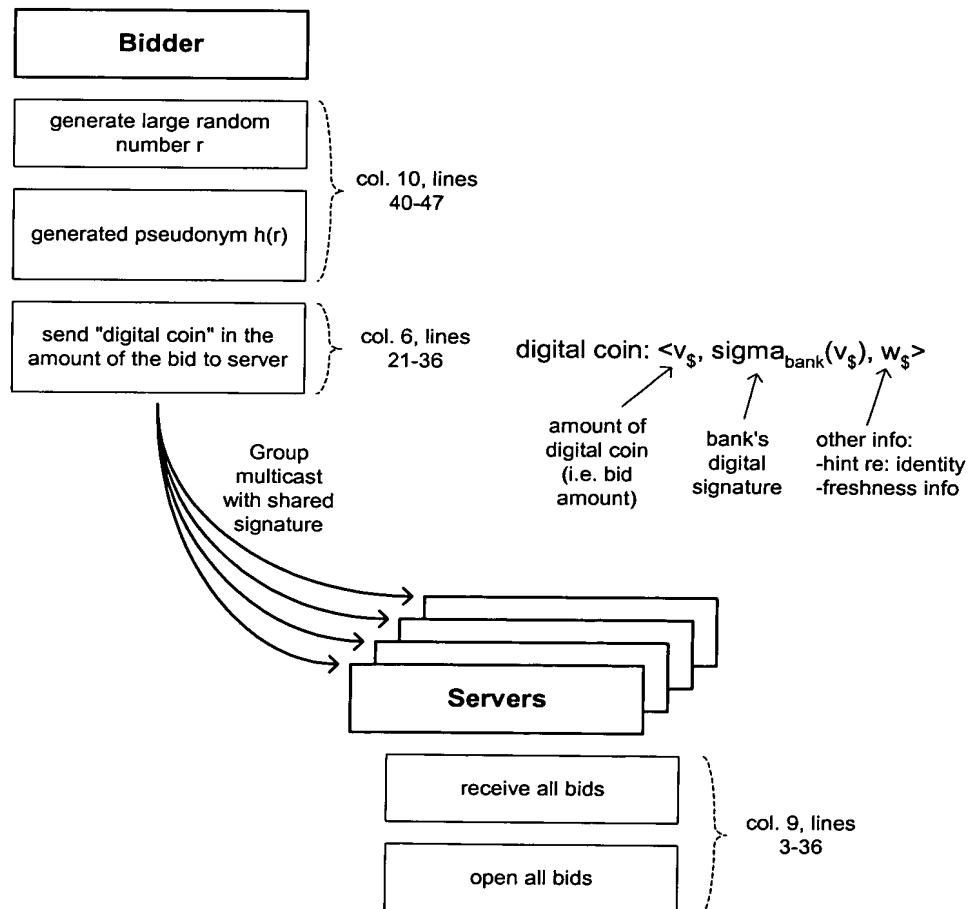 Bidder
generate large random
number r
generated pseudonym h(r)
col. 10, lines
40-47
send "digital coin" in the
amount of the bid to server
col. 6, lines
21-36
digital coin: <v$, sigmabank(v$), w$>
amount of
digital coin
(i.e. bid
amount)
bank's
digital
signature
other info:
-hint re: identity
-freshness info
Group
multicast
with shared
signature
Servers
receive all bids
open all bids
col. 9, lines
3-36